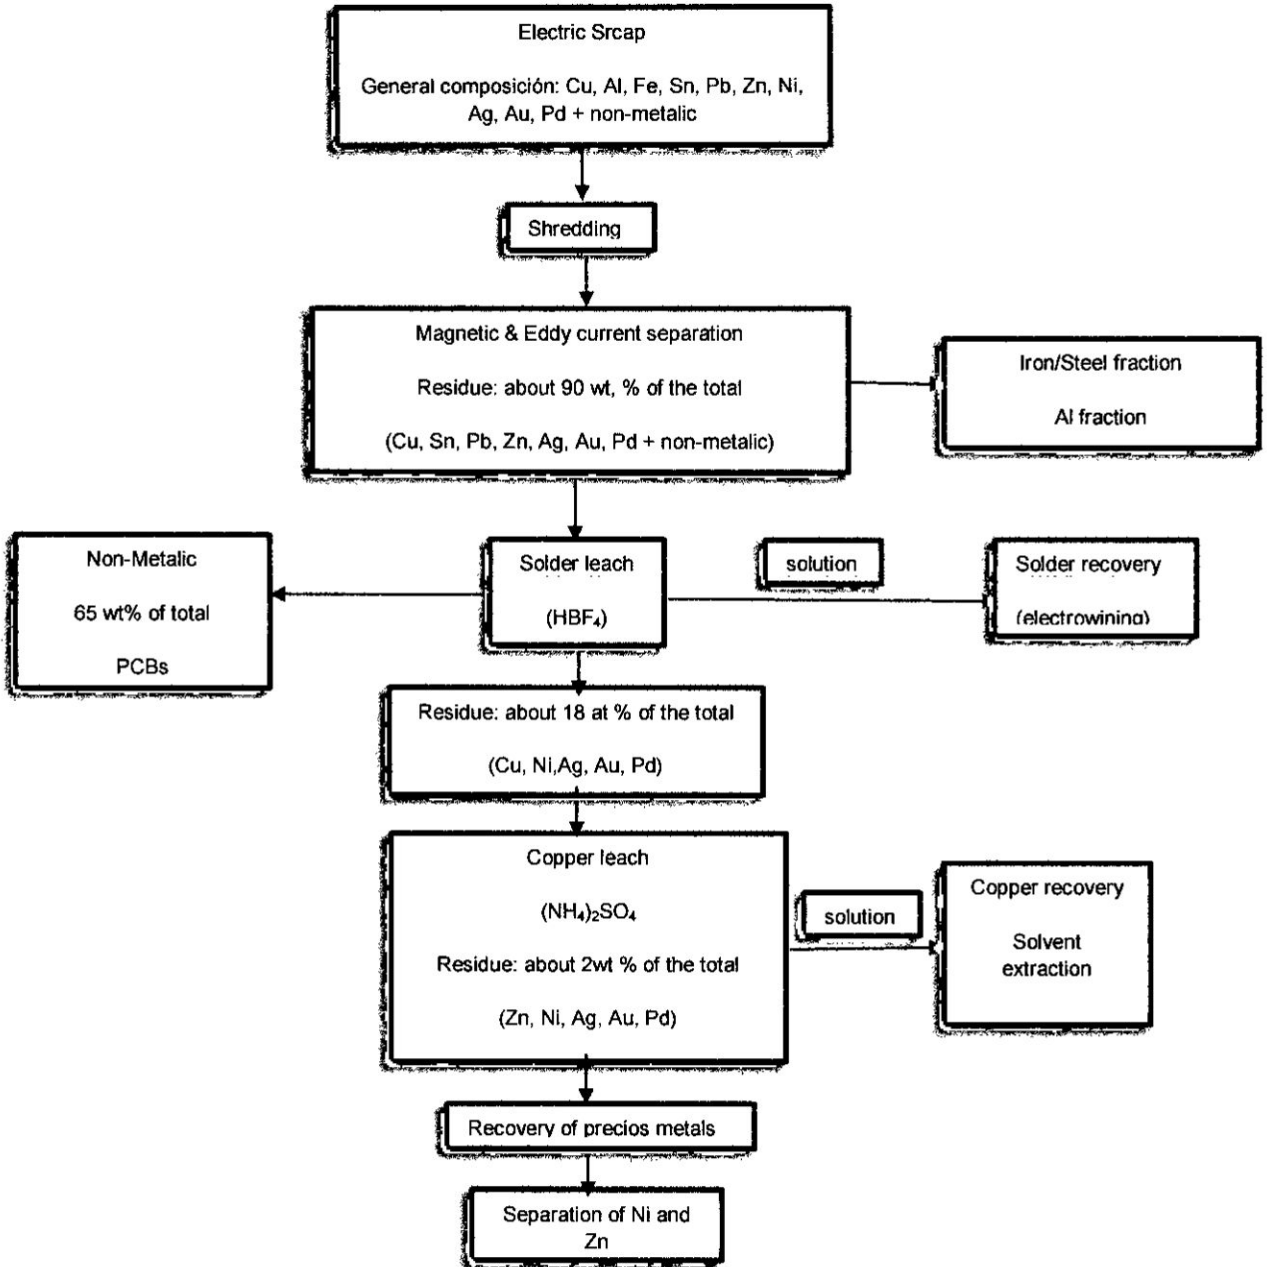 Electric Srcap
General composición: Cu, Al, Fe, Sn, Pb, Zn, Ni,
Ag, Au, Pd + non-metalic
Shredding
Magnetic & Eddy current separation
Residue: about 90 wt, % of the total
(Cu, Sn, Pb, Zn, Ag, Au, Pd + non-metalic)
Iron/Steel fraction
Al fraction
Non-Metalic
65 wt% of total
PCBs
Solder leach
(HBF₄)
solution
Solder recovery
(electrowining)
Residue: about 18 at % of the total
(Cu, Ni,Ag, Au, Pd)
Copper leach
(NH₄)₂SO₄
Residue: about 2wt % of the total
(Zn, Ni, Ag, Au, Pd)
solution
Copper recovery
Solvent
extraction
Recovery of precios metals
Separation of Ni and
Zn